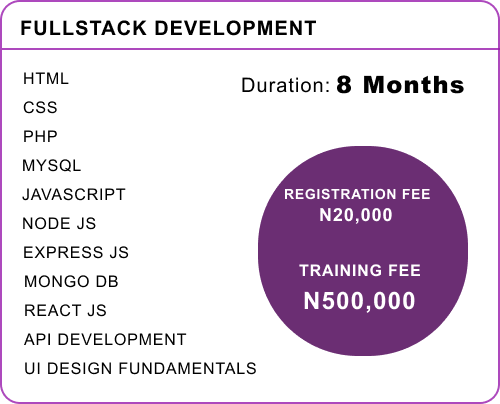 FULLSTACK DEVELOPMENT
Duration: 8 Months
HTML
CSS
PHP
MYSQL
JAVASCRIPT
NODE JS
EXPRESS JS
MONGO DB
REACT JS
API DEVELOPMENT
UI DESIGN FUNDAMENTALS
REGISTRATION FEE
N20,000
TRAINING FEE
N500,000